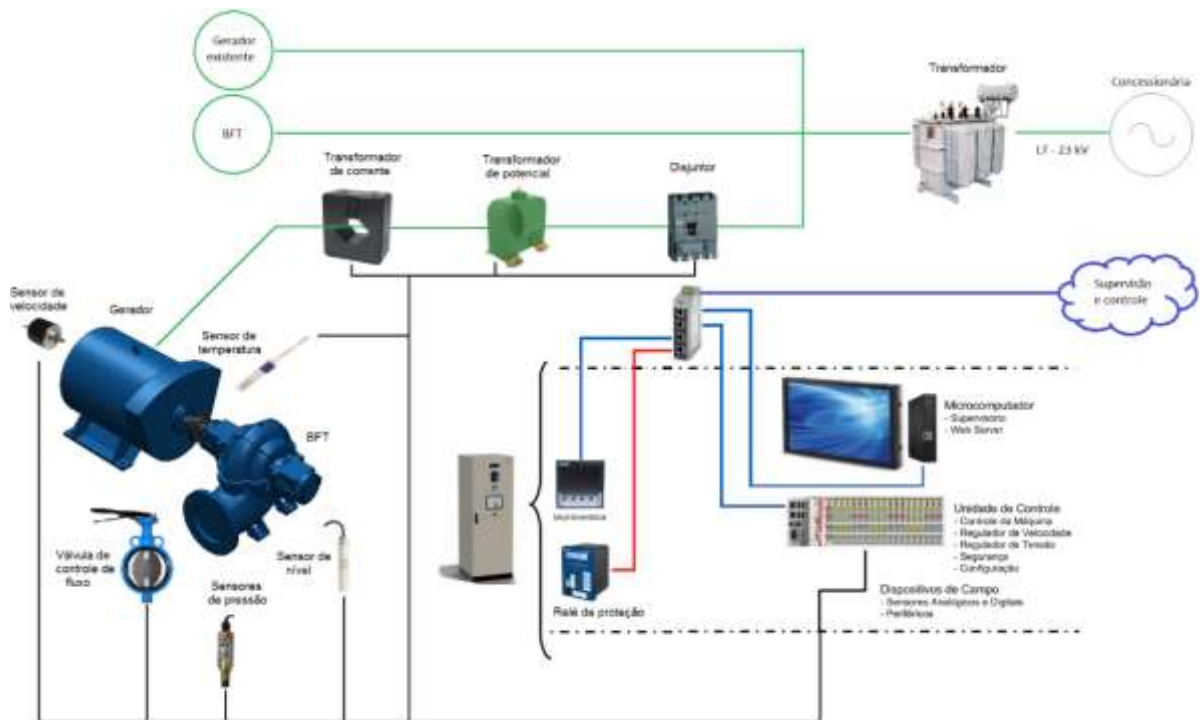 Gerador
existente
Transformador
Concessionária
BFT
LT - 23 kV
Transformador
de corrente
Transformador
de potencial
Disjuntor
Sensor de
velocidade
Gerador
Sensor de
temperatura
Supervisão
e controle
BFT
Microcomputador
- Supervisório
- Web Server
Multimedidor
Válvula de
controle de
fluxo
Sensor de
nível
Sensores
de pressão
Relé de proteção
Unidade de Controle
- Controle da Máquina
- Regulador de Velocidade
- Regulador de Tensão
- Segurança
- Configuração
Dispositivos de Campo
- Sensores Analógicos e Digitais
- Periféricos